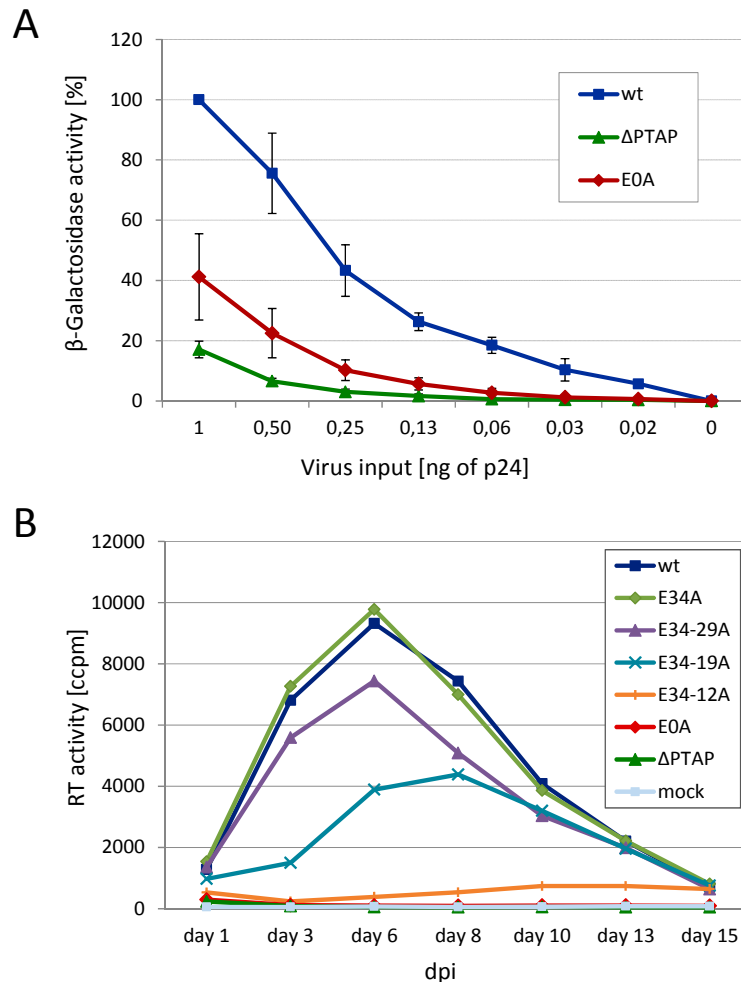 A
β-Galactosidase activity [%]
120
100
80
60
40
20
0
wt
ΔPTAP
E0A
1 0,50 0,25 0,13 0,06 0,03 0,02 0
Virus input [ng of p24]
B
RT activity [ccpm]
12000
10000
8000
6000
4000
2000
0
wt
E34A
E34-29A
E34-19A
E34-12A
E0A
ΔPTAP
mock
day 1 day 3 day 6 day 8 day 10 day 13 day 15
dpi